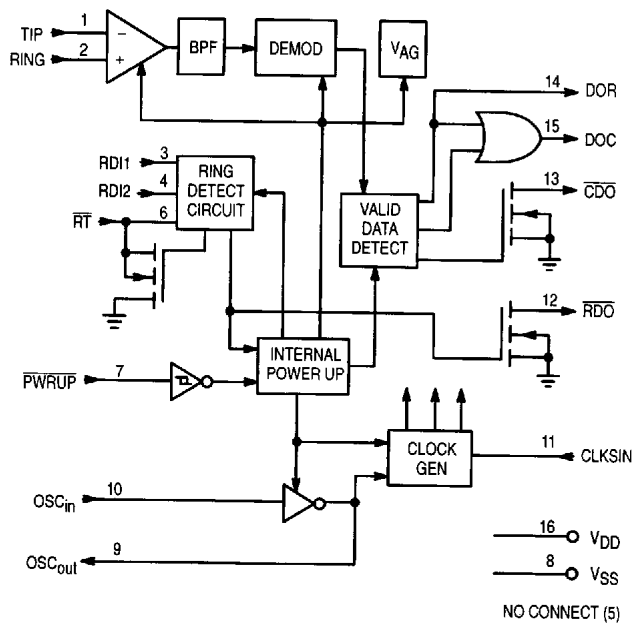 TIP 1 −
RING 2 +
BPF
DEMOD
VAG
14 DOR
15 DOC
13 CDO
RDI1 3
RDI2 4
RT 6
RING
DETECT
CIRCUIT
VALID
DATA
DETECT
12 RDO
INTERNAL
POWER UP
PWRUP 7
CLOCK
GEN
11 CLKSIN
OSCin 10
OSCout 9
16 VDD
8 VSS
NO CONNECT (5)